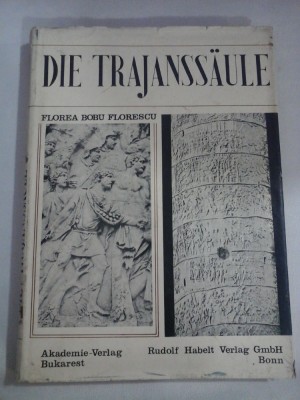 DIE TRAJANSSÄULE
FLOREA BOBU FLORESCU
Akademie-Verlag Rudolf Habelt Verlag GmbH
Bukarest Bonn